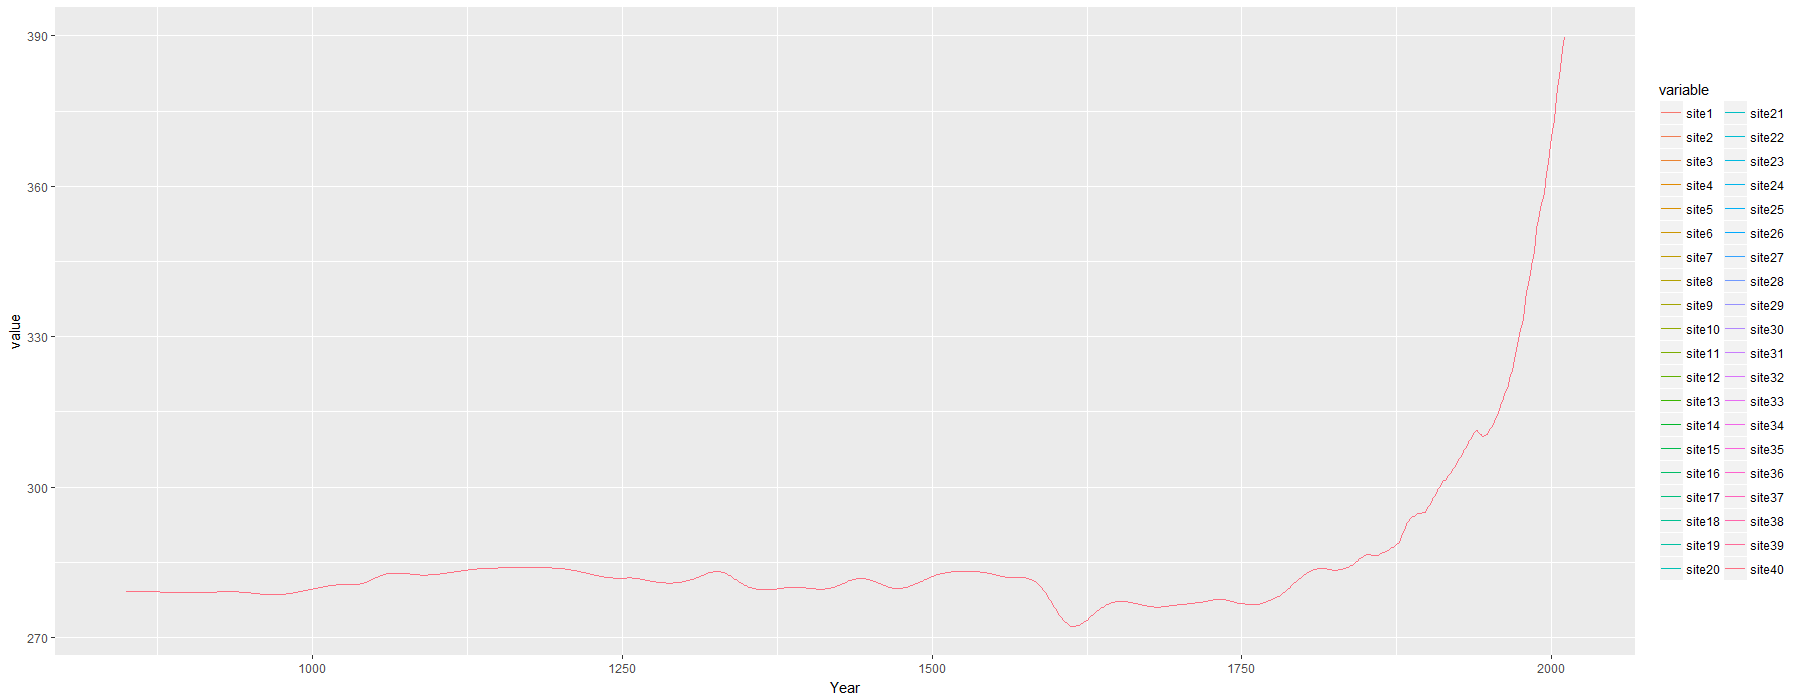 390
360
330
300
270
value
1000 1250 1500 1750 2000
Year
variable
site1 site21
site2 site22
site3 site23
site4 site24
site5 site25
site6 site26
site7 site27
site8 site28
site9 site29
site10 site30
site11 site31
site12 site32
site13 site33
site14 site34
site15 site35
site16 site36
site17 site37
site18 site38
site19 site39
site20 site40